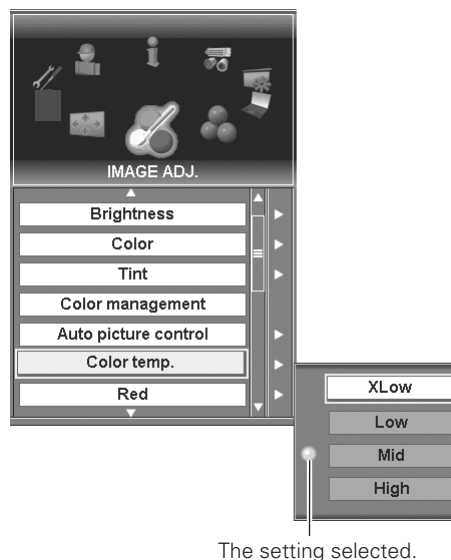 IMAGE ADJ.
Brightness
Color
Tint
Color management
Auto picture control
Color temp.
Red
XLow
Low
Mid
High
The setting selected.